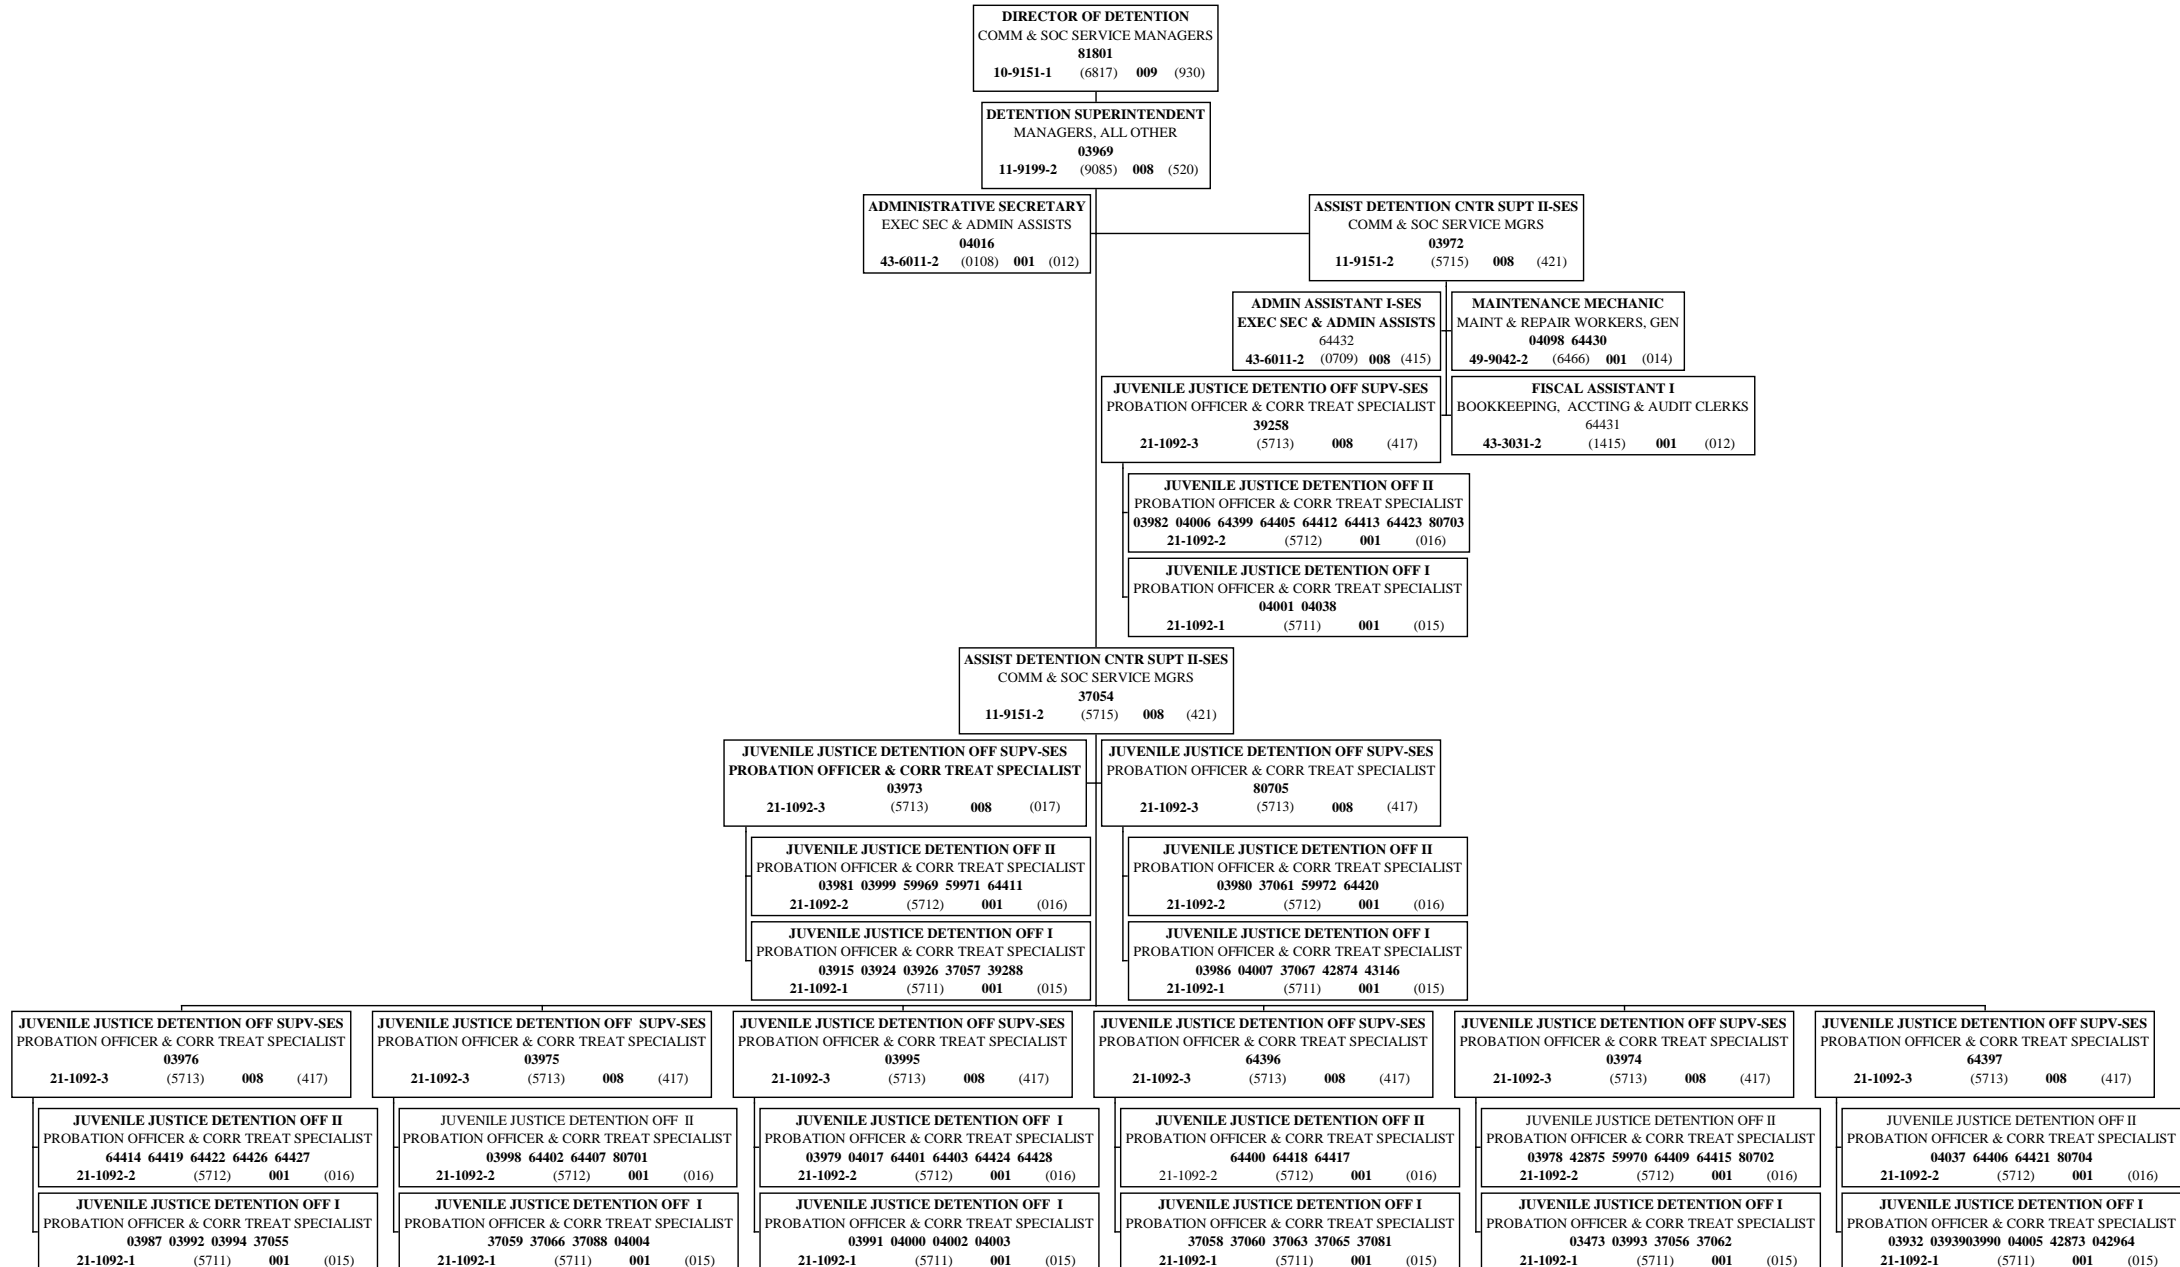 DIRECTOR OF DETENTION
COMM & SOC SERVICE MANAGERS
81801
10-9151-1 (6817) 009 (930)
DETENTION SUPERINTENDENT
MANAGERS, ALL OTHER
03969
11-9199-2 (9085) 008 (520)
ADMINISTRATIVE SECRETARY
EXEC SEC & ADMIN ASSISTS
04016
43-6011-2 (0108) 001 (012)
ASSIST DETENTION CNTR SUPT II-SES
COMM & SOC SERVICE MGRS
03972
11-9151-2 (5715) 008 (421)
ADMIN ASSISTANT I-SES
EXEC SEC & ADMIN ASSISTS
64432
43-6011-2 (0709) 008 (415)
MAINTENANCE MECHANIC
MAINT & REPAIR WORKERS, GEN
04098 64430
49-9042-2 (6466) 001 (014)
JUVENILE JUSTICE DETENTIO OFF SUPV-SES
PROBATION OFFICER & CORR TREAT SPECIALIST
39258
21-1092-3 (5713) 008 (417)
FISCAL ASSISTANT I
BOOKKEEPING, ACCTING & AUDIT CLERKS
64431
43-3031-2 (1415) 001 (012)
JUVENILE JUSTICE DETENTION OFF II
PROBATION OFFICER & CORR TREAT SPECIALIST
03982 04006 64399 64405 64412 64413 64423 80703
21-1092-2 (5712) 001 (016)
JUVENILE JUSTICE DETENTION OFF I
PROBATION OFFICER & CORR TREAT SPECIALIST
04001 04038
21-1092-1 (5711) 001 (015)
ASSIST DETENTION CNTR SUPT II-SES
COMM & SOC SERVICE MGRS
37054
11-9151-2 (5715) 008 (421)
JUVENILE JUSTICE DETENTION OFF SUPV-SES
PROBATION OFFICER & CORR TREAT SPECIALIST
03973
21-1092-3 (5713) 008 (017)
JUVENILE JUSTICE DETENTION OFF SUPV-SES
PROBATION OFFICER & CORR TREAT SPECIALIST
80705
21-1092-3 (5713) 008 (417)
JUVENILE JUSTICE DETENTION OFF II
PROBATION OFFICER & CORR TREAT SPECIALIST
03981 03999 59969 59971 64411
21-1092-2 (5712) 001 (016)
JUVENILE JUSTICE DETENTION OFF II
PROBATION OFFICER & CORR TREAT SPECIALIST
03980 37061 59972 64420
21-1092-2 (5712) 001 (016)
JUVENILE JUSTICE DETENTION OFF I
PROBATION OFFICER & CORR TREAT SPECIALIST
03915 03924 03926 37057 39288
21-1092-1 (5711) 001 (015)
JUVENILE JUSTICE DETENTION OFF I
PROBATION OFFICER & CORR TREAT SPECIALIST
03986 04007 37067 42874 43146
21-1092-1 (5711) 001 (015)
JUVENILE JUSTICE DETENTION OFF SUPV-SES
PROBATION OFFICER & CORR TREAT SPECIALIST
03976
21-1092-3 (5713) 008 (417)
JUVENILE JUSTICE DETENTION OFF SUPV-SES
PROBATION OFFICER & CORR TREAT SPECIALIST
03975
21-1092-3 (5713) 008 (417)
JUVENILE JUSTICE DETENTION OFF SUPV-SES
PROBATION OFFICER & CORR TREAT SPECIALIST
03995
21-1092-3 (5713) 008 (417)
JUVENILE JUSTICE DETENTION OFF SUPV-SES
PROBATION OFFICER & CORR TREAT SPECIALIST
64396
21-1092-3 (5713) 008 (417)
JUVENILE JUSTICE DETENTION OFF SUPV-SES
PROBATION OFFICER & CORR TREAT SPECIALIST
03974
21-1092-3 (5713) 008 (417)
JUVENILE JUSTICE DETENTION OFF SUPV-SES
PROBATION OFFICER & CORR TREAT SPECIALIST
64397
21-1092-3 (5713) 008 (417)
JUVENILE JUSTICE DETENTION OFF II
PROBATION OFFICER & CORR TREAT SPECIALIST
64414 64419 64422 64426 64427
21-1092-2 (5712) 001 (016)
JUVENILE JUSTICE DETENTION OFF II
PROBATION OFFICER & CORR TREAT SPECIALIST
03998 64402 64407 80701
21-1092-2 (5712) 001 (016)
JUVENILE JUSTICE DETENTION OFF I
PROBATION OFFICER & CORR TREAT SPECIALIST
03979 04017 64401 64403 64424 64428
21-1092-2 (5712) 001 (016)
JUVENILE JUSTICE DETENTION OFF II
PROBATION OFFICER & CORR TREAT SPECIALIST
64400 64418 64417
21-1092-2 (5712) 001 (016)
JUVENILE JUSTICE DETENTION OFF II
PROBATION OFFICER & CORR TREAT SPECIALIST
03978 42875 59970 64409 64415 80702
21-1092-2 (5712) 001 (016)
JUVENILE JUSTICE DETENTION OFF II
PROBATION OFFICER & CORR TREAT SPECIALIST
04037 64406 64421 80704
21-1092-2 (5712) 001 (016)
JUVENILE JUSTICE DETENTION OFF I
PROBATION OFFICER & CORR TREAT SPECIALIST
03987 03992 03994 37055
21-1092-1 (5711) 001 (015)
JUVENILE JUSTICE DETENTION OFF I
PROBATION OFFICER & CORR TREAT SPECIALIST
37059 37066 37088 04004
21-1092-1 (5711) 001 (015)
JUVENILE JUSTICE DETENTION OFF I
PROBATION OFFICER & CORR TREAT SPECIALIST
03991 04000 04002 04003
21-1092-1 (5711) 001 (015)
JUVENILE JUSTICE DETENTION OFF I
PROBATION OFFICER & CORR TREAT SPECIALIST
37058 37060 37063 37065 37081
21-1092-1 (5711) 001 (015)
JUVENILE JUSTICE DETENTION OFF I
PROBATION OFFICER & CORR TREAT SPECIALIST
03473 03993 37056 37062
21-1092-1 (5711) 001 (015)
JUVENILE JUSTICE DETENTION OFF I
PROBATION OFFICER & CORR TREAT SPECIALIST
03932 0393903990 04005 42873 042964
21-1092-1 (5711) 001 (015)